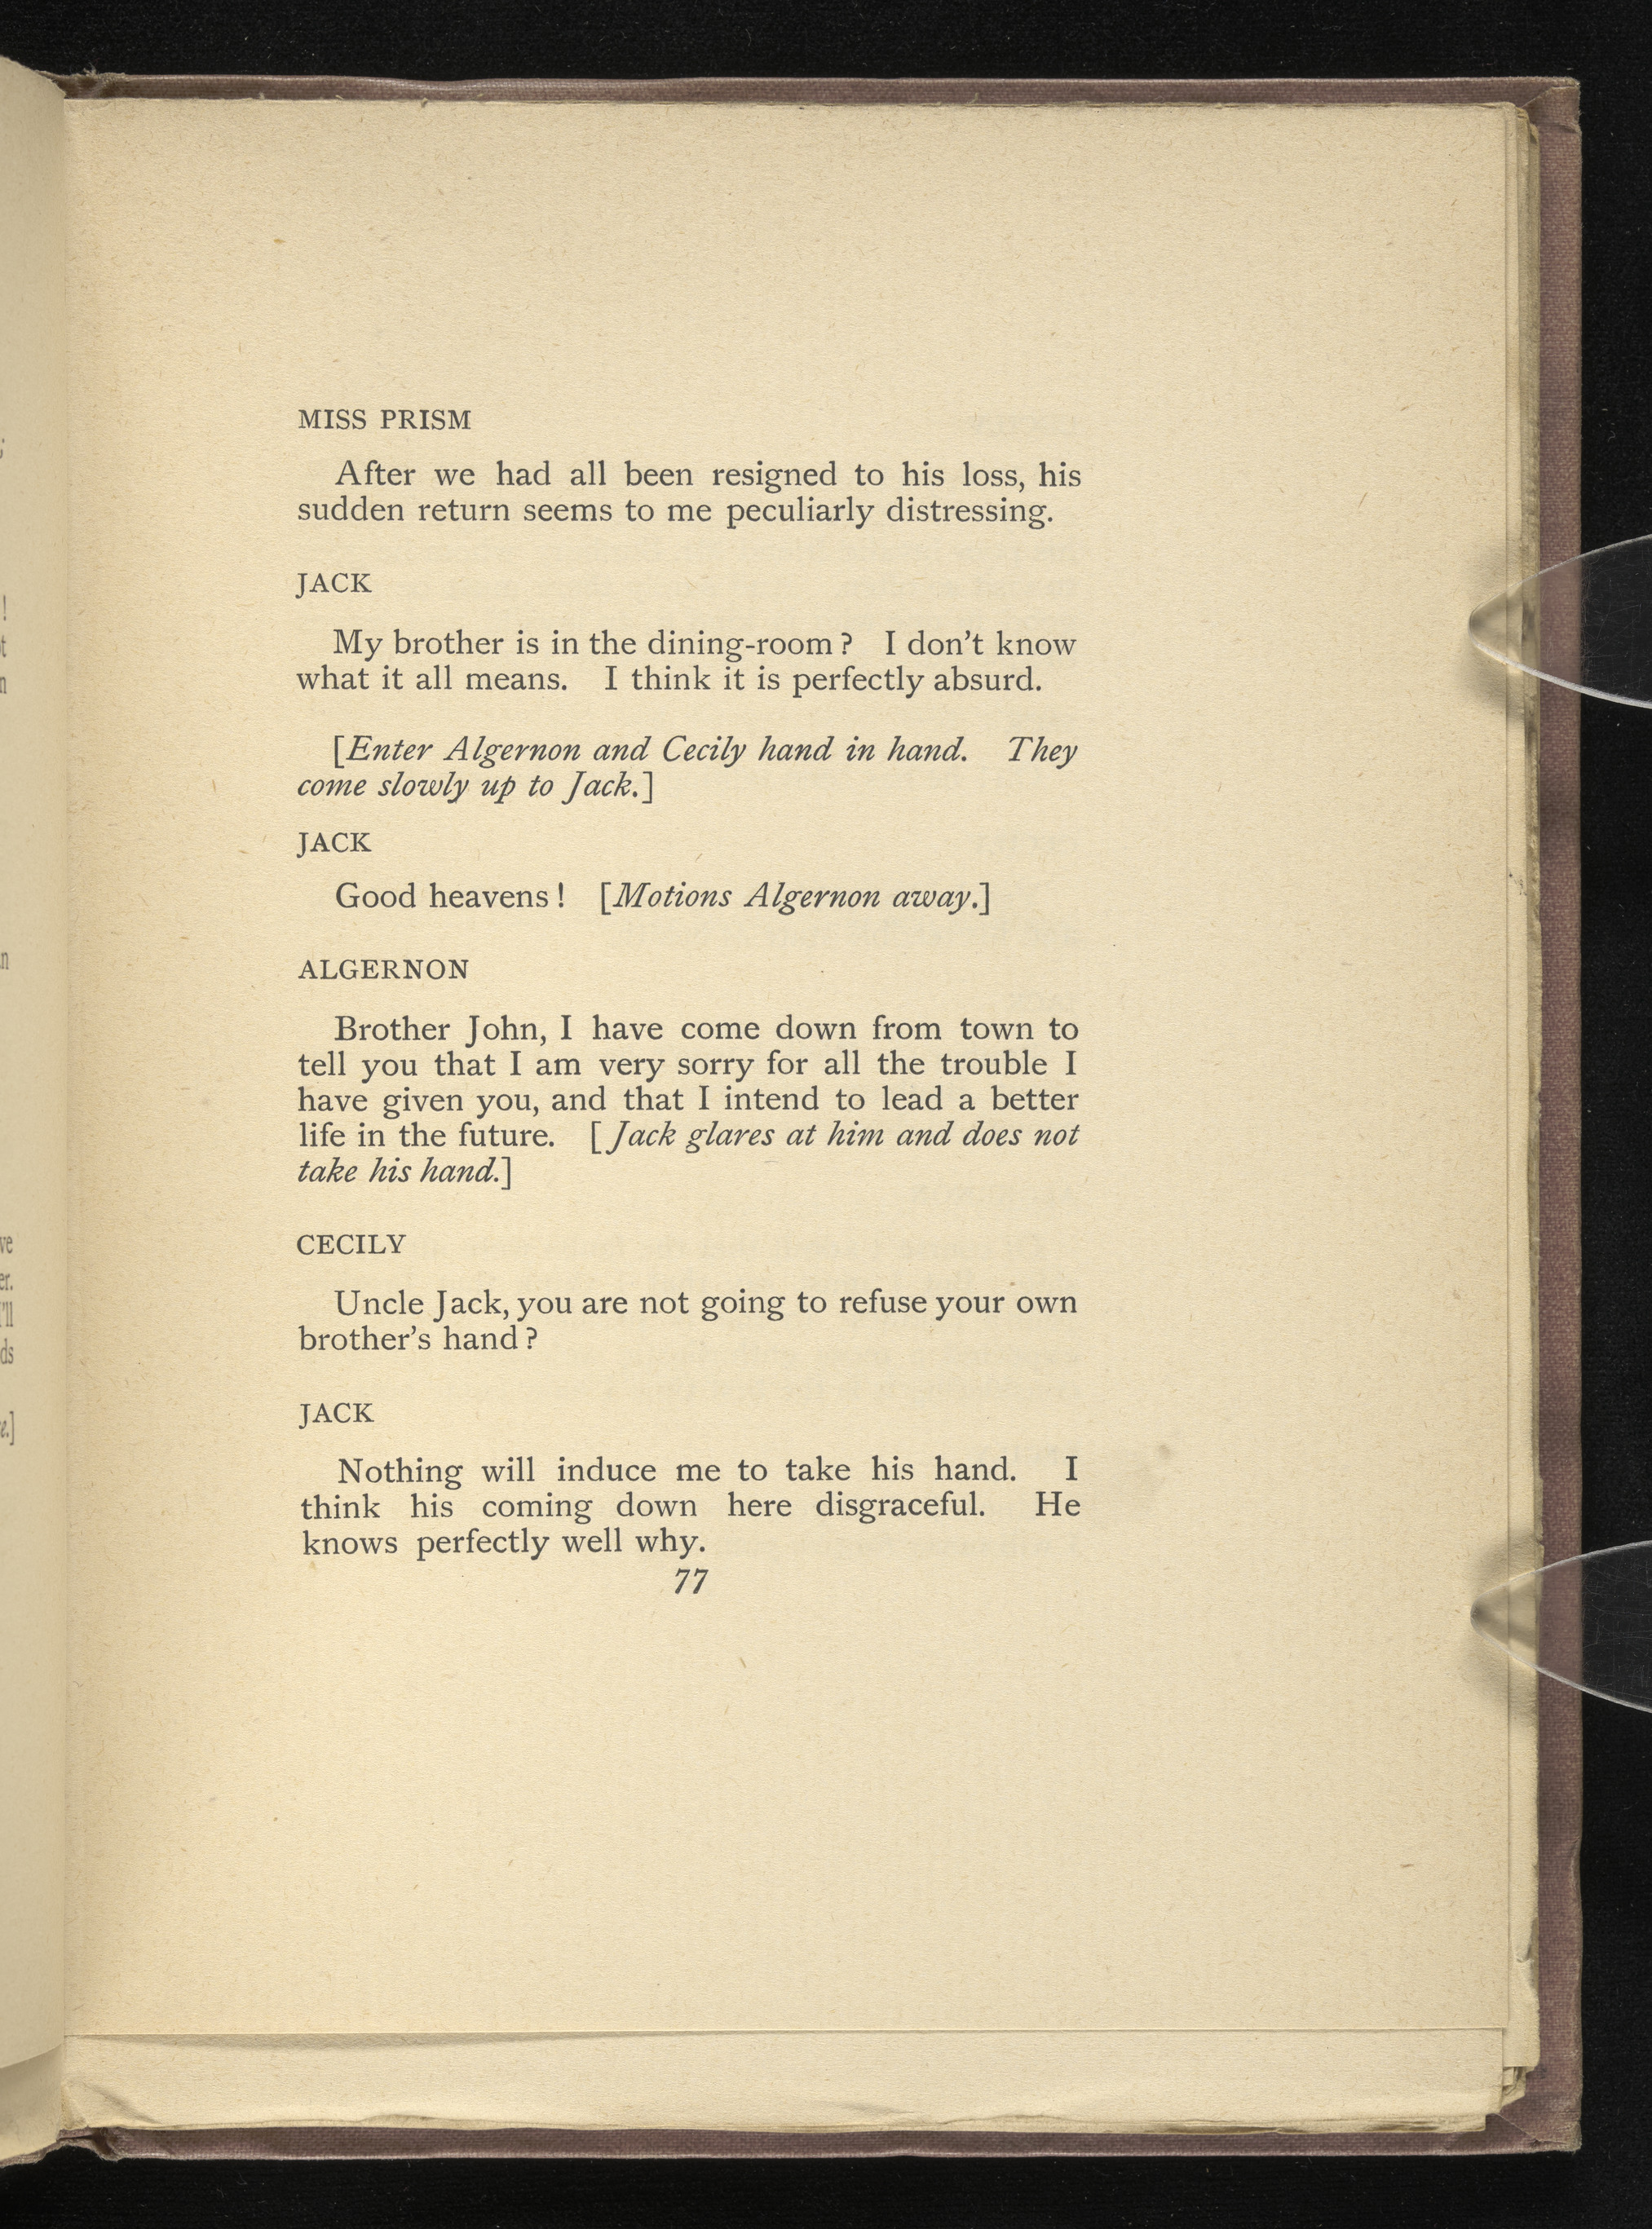 MISS PRISM
After we had all been resigned to his loss, his
sudden return seems to me peculiarly distressing.
JACK
My brother is in the dining-room? I don't know
what it all means. I think it is perfectly absurd.
[Enter Algernon and Cecily hand in hand. They
come slowly up to Jack.]
JACK
Good heavens! [Motions Algernon away.]
ALGERNON
Brother John, I have come down from town to
tell you that I am very sorry for all the trouble I
have given you, and that I intend to lead a better
life in the future. [Jack glares at him and does not
take his hand.]
CECILY
Uncle Jack, you are not going to refuse your own
brother's hand?
JACK
Nothing will induce me to take his hand. I
think his coming down here disgraceful. He
knows perfectly well why.
77